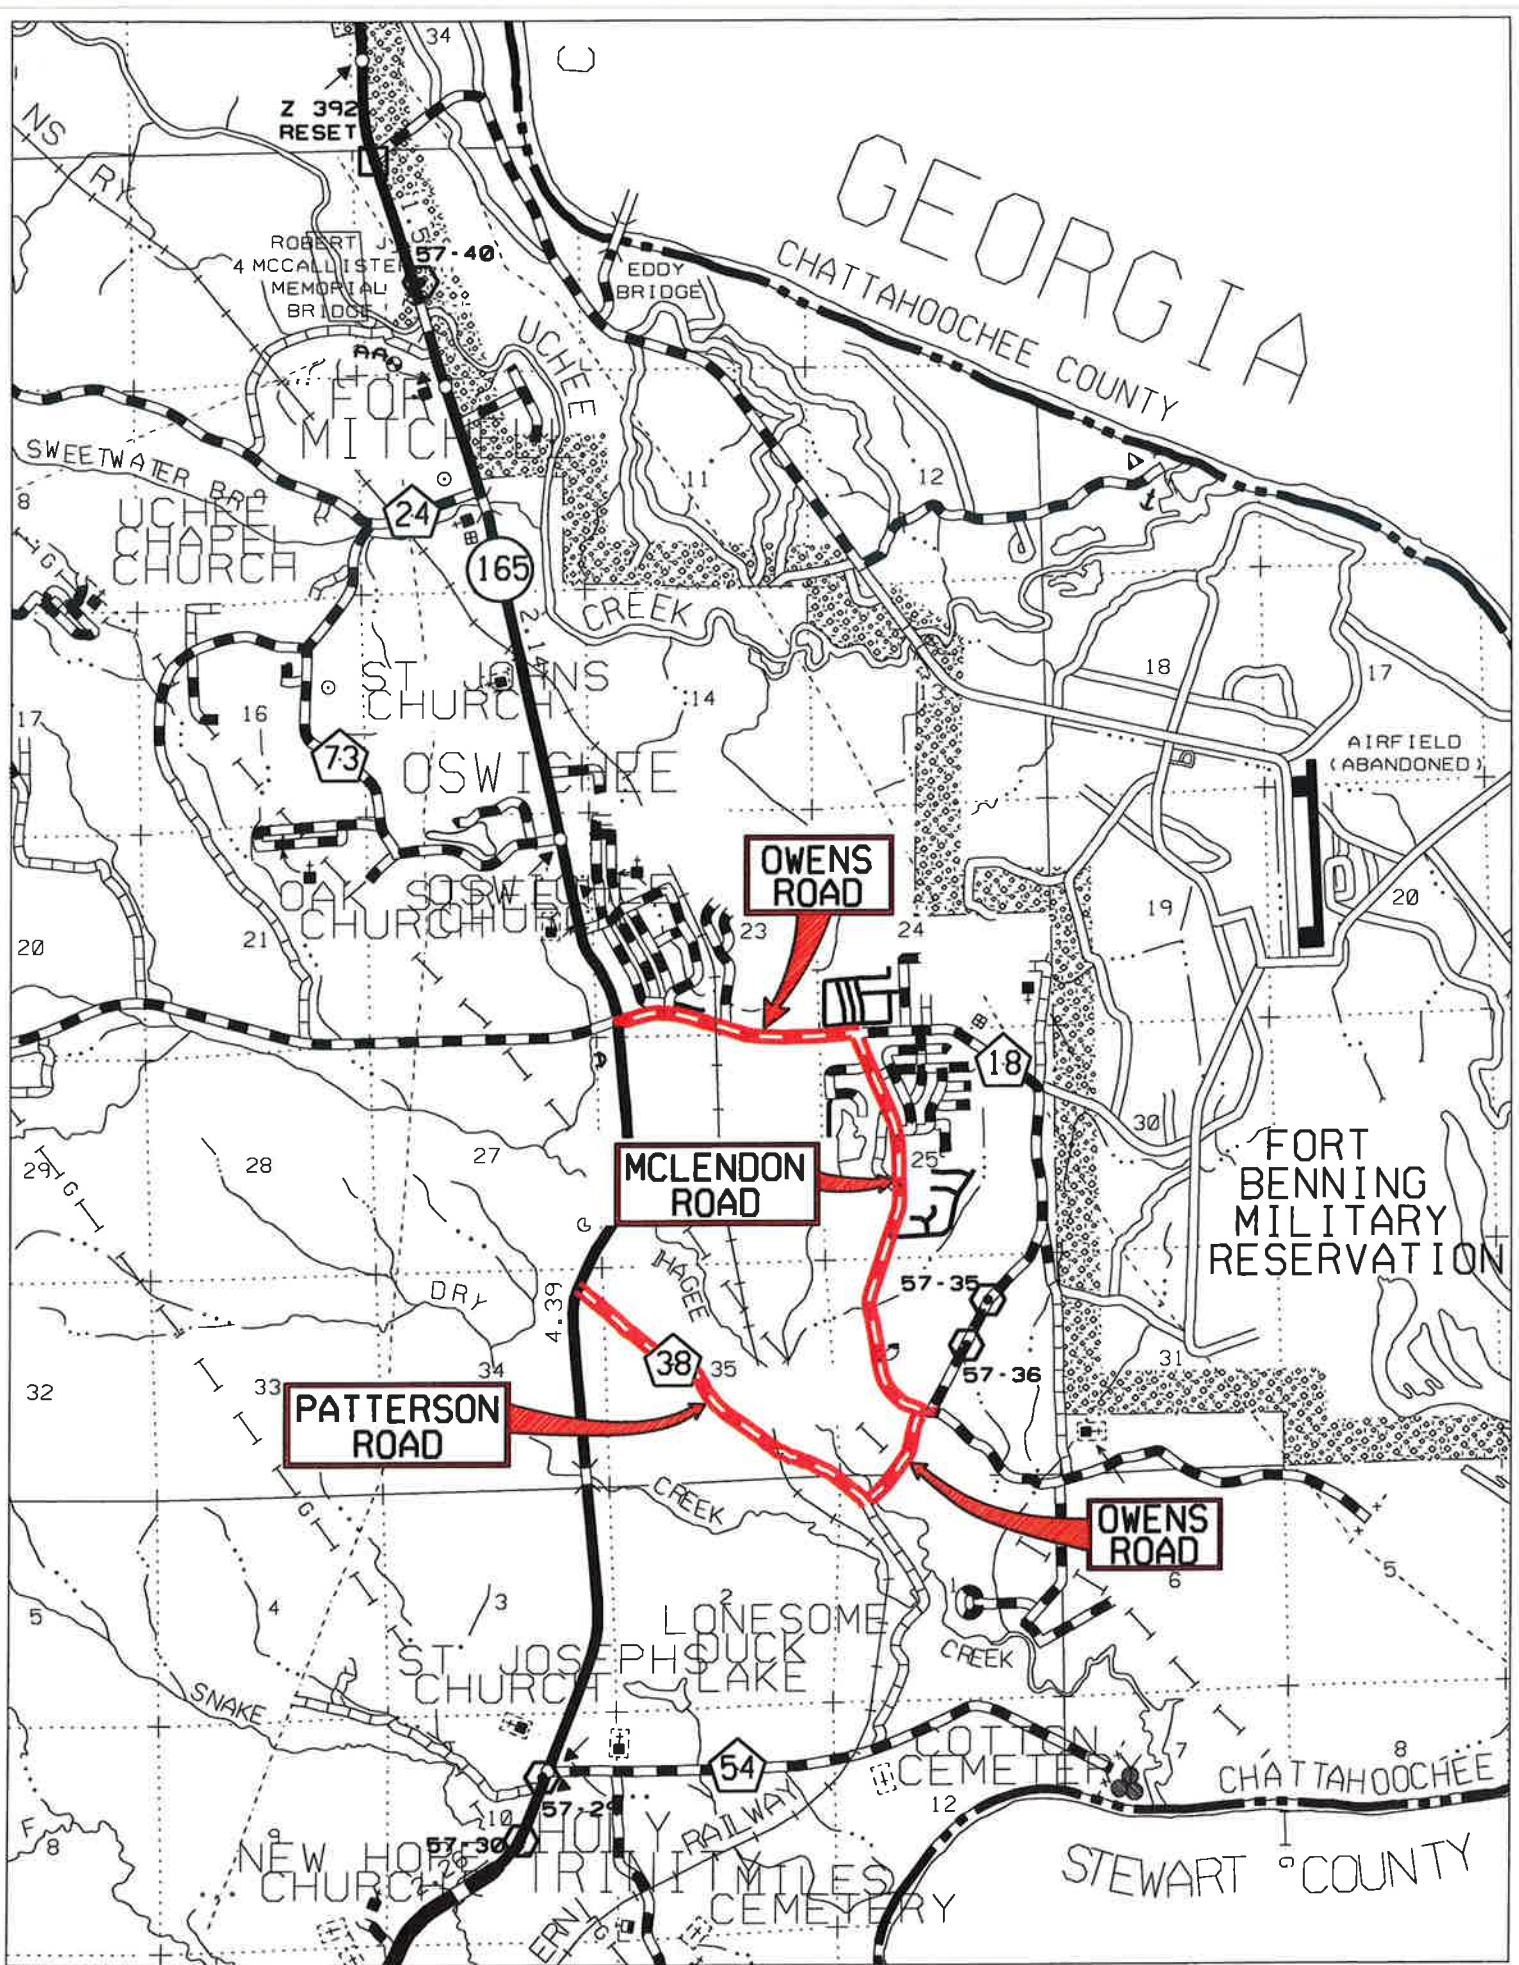 34
Z 392
RESET
NS RY
GEORGIA
CHATTAHOOCHEE COUNTY
ROBERT J
4 MCCALLISTER
MEMORIAL
BRIDGE
57-40
EDDY
BRIDGE
UCHEE
MITCHELL
SWEETWATER BR
8
UCHEE
CHAPEL
CHURCH
24
11
12
165
2.14
CREEK
ST JOHNS
CHURCH
14
13
18
17
17
16
73
OSWICHEE
AIRFIELD
(ABANDONED)
OWENS
ROAD
OAK
CHURCH
20
21
23
24
19
20
18
29
28
27
MCLENDON
ROAD
25
30
FORT
BENNING
MILITARY
RESERVATION
DRY
4.39
IHAGEE
57-35
57-36
32
33
34
38
35
31
PATTERSON
ROAD
CREEK
OWENS
ROAD
5
4
3
2
1
6
5
LONESOME
DUCK
LAKE
ST JOSEPHS
CHURCH
CREEK
SNAKE
54
COTTON
CEMETERY
7
8
CHATTAHOOCHEE
57-29
10
57-30
9
8
F
12
HOLY
TRINITY
RAILWAY
NEW HOPE
CHURCH
MILES
CEMETERY
STEWART COUNTY